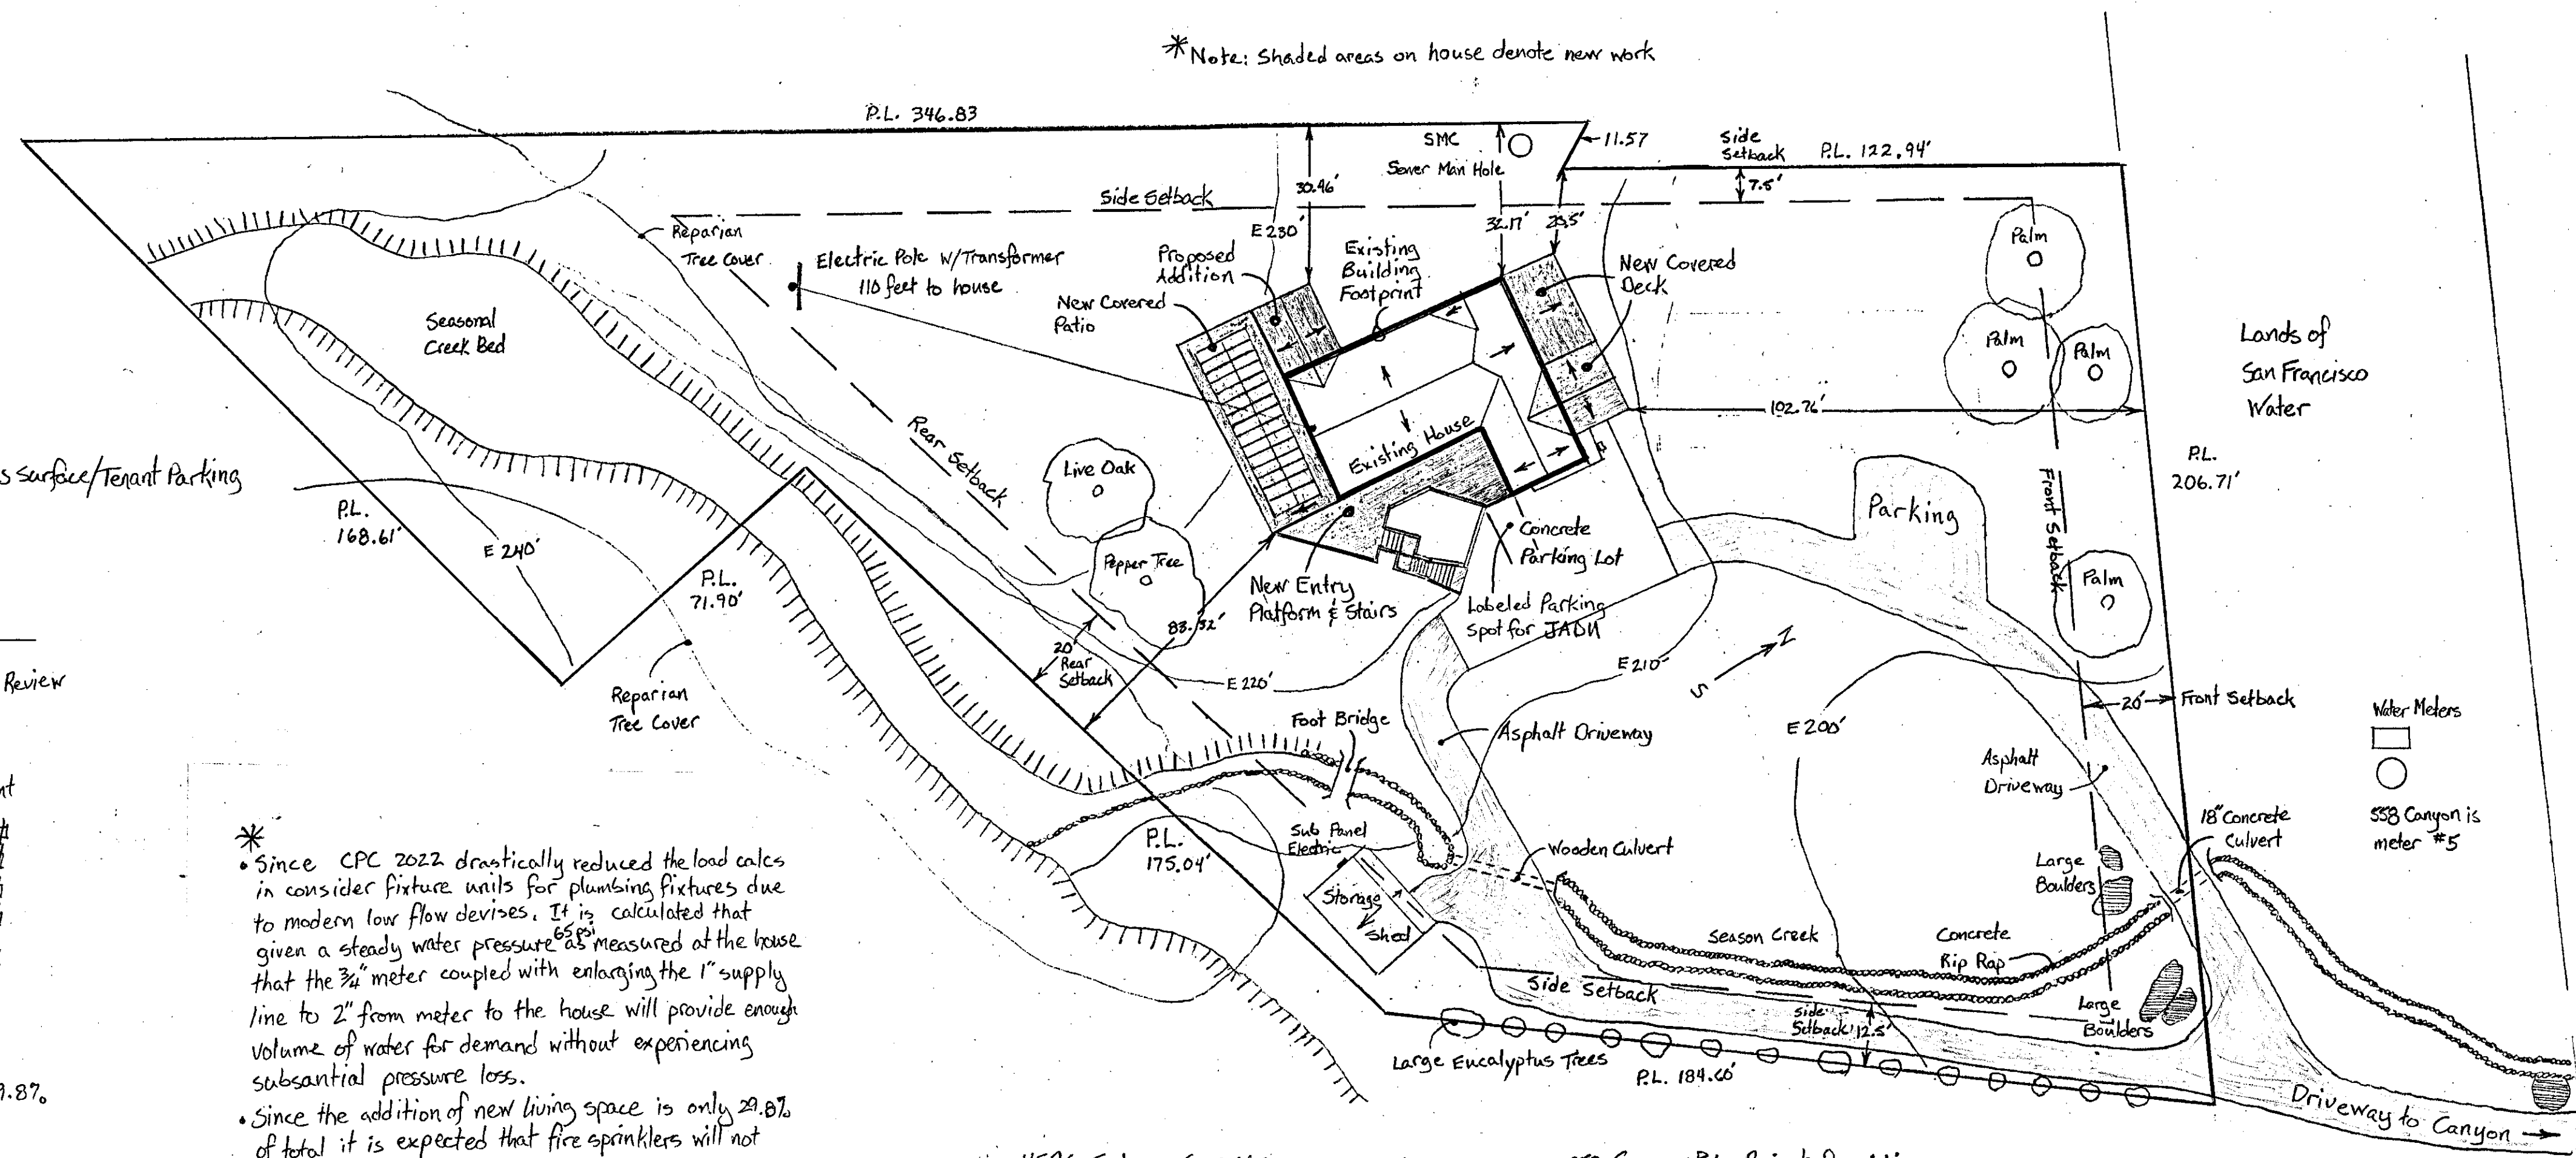 *Note: Shaded areas on house denote new work
P.L. 346.83
SMC
Sewer Man Hole
11.57
Side
Setback
P.L. 122.94'
7.5'
30.46'
Side Setback
E 230'
32.17'
Reparian
Tree Cover
Electric Pole w/Transformer
110 feet to house
Proposed
Addition
Existing
Building
Footprint
New Covered
Deck
New Covered
Patio
Palm
Palm
Palm
Lands of
San Francisco
Water
Seasonal
Creek Bed
102.76'
Rear Setback
Existing House
Live Oak
s surface/Tenant Parking
P.L.
168.61'
E 240'
P.L.
206.71'
Front Setback
Parking
Concrete
Parking Lot
Pepper Tree
Palm
P.L.
71.90'
New Entry
Platform & Stairs
Labeled Parking
Spot for JADU
83.32'
20'
Rear
Setback
E 220'
E 210'
S
N
Review
Reparian
Tree Cover
E 200'
20'
Front Setback
Water Meters
Foot Bridge
Asphalt Driveway
Asphalt
Driveway
nt
18" Concrete
Culvert
558 Canyon is
meter #5
P.L.
175.04'
Sub Panel
Electric
Wooden Culvert
Large
Boulders
Storage
Shed
Season Creek
Concrete
Rip Rap
Side Setback
Side
Setback 12.5'
Large
Boulders
Large Eucalyptus Trees
P.L. 184.60'
Driveway to Canyon
*
• Since CPC 2022 drastically reduced the load calcs
in consider fixture units for plumbing fixtures due
to modern low flow devises. It is calculated that
given a steady water pressure 65 psi as measured at the house
that the 3/4" meter coupled with enlarging the 1" supply
line to 2" from meter to the house will provide enough
volume of water for demand without experiencing
subsantial pressure loss.
• Since the addition of new living space is only 29.8%
of total it is expected that fire sprinklers will not
9.8%